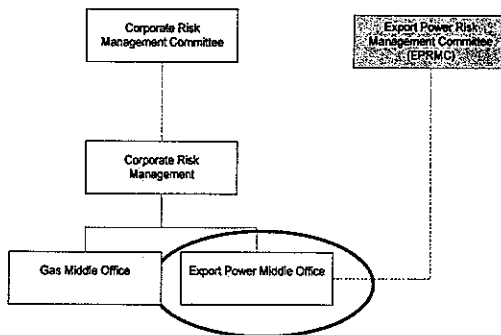 Corporate Risk
Management Committee
Export Power Risk
Management Committee
(EPRMC)
Corporate Risk
Management
Gas Middle Office
Export Power Middle Office